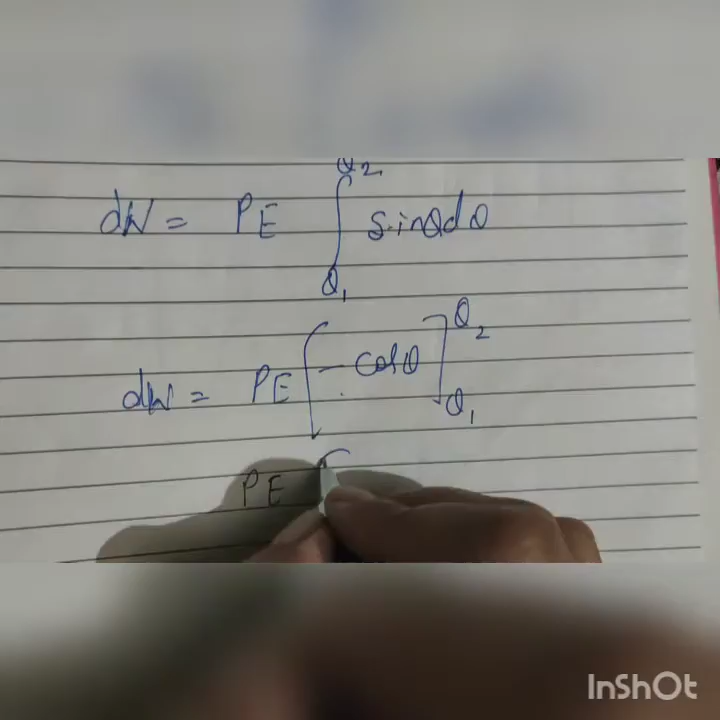 dW = PE ∫ θ1 θ2 sinθdθ
dW = PE [-cosθ] θ2 θ1
PE [
InShOt